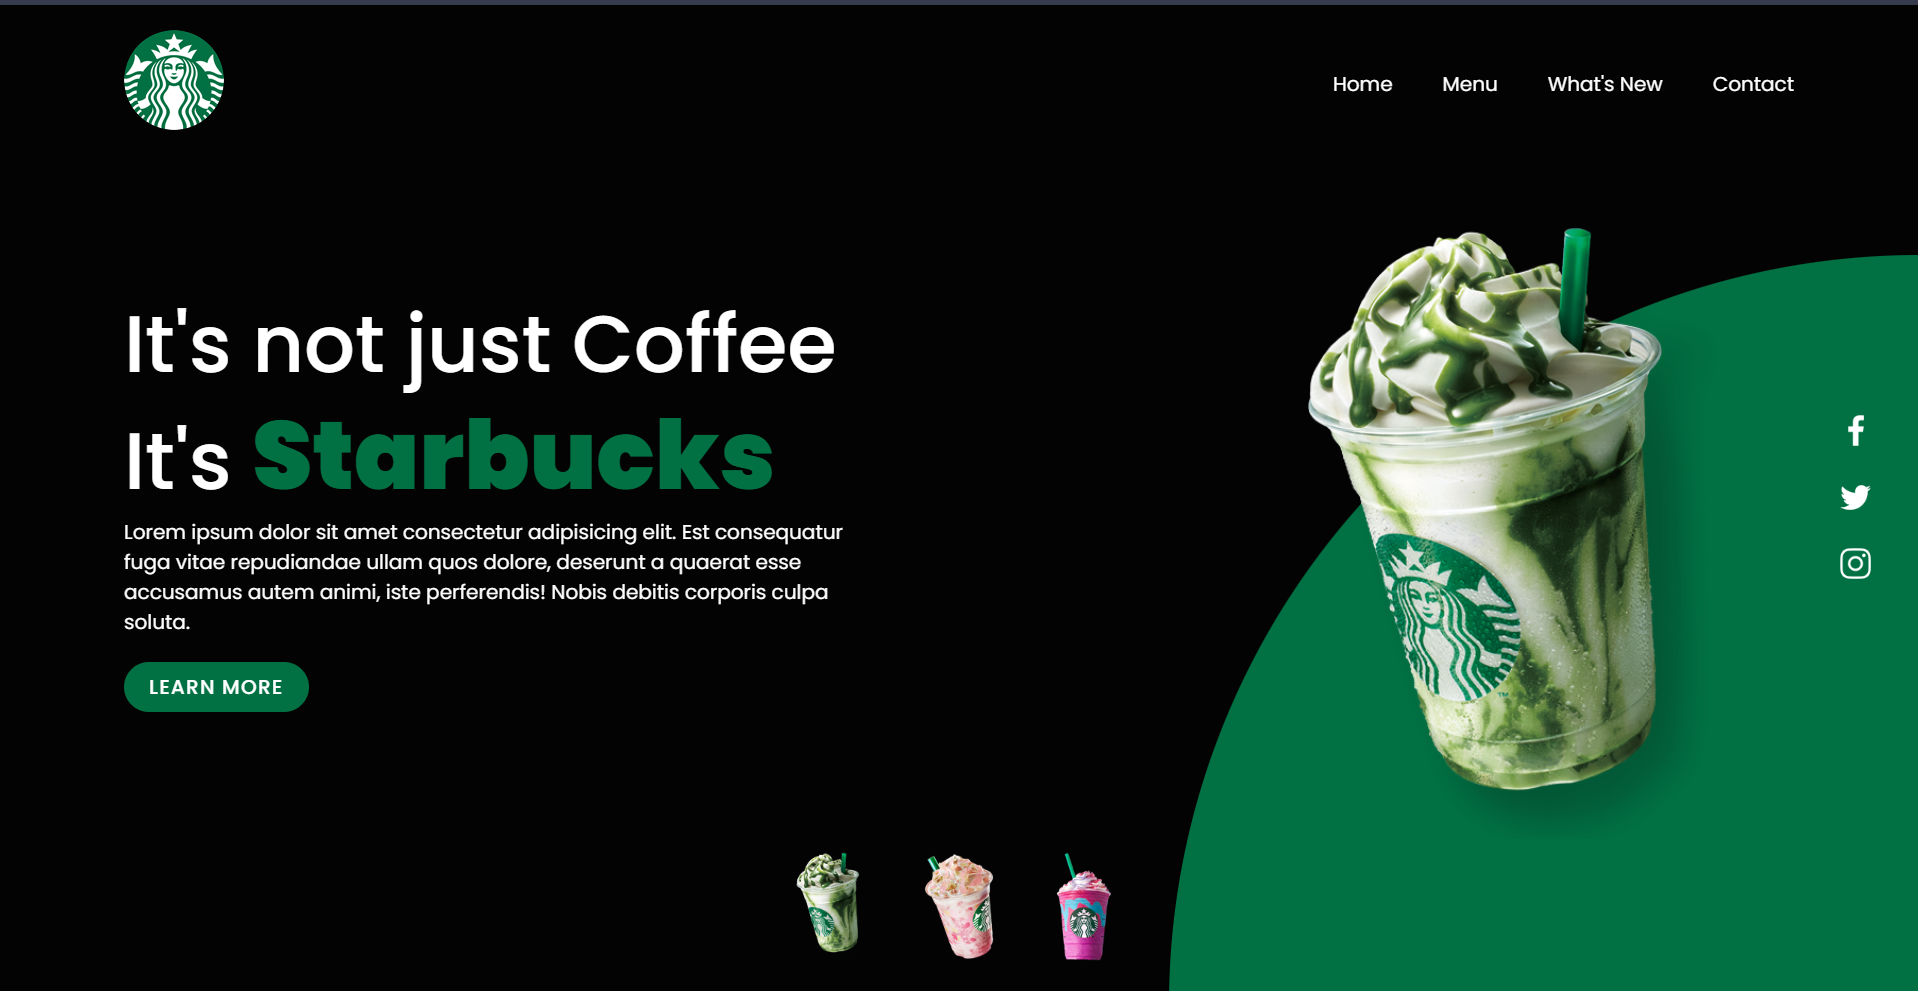 Home Menu What's New Contact
It's not just Coffee
It's Starbucks
Lorem ipsum dolor sit amet consectetur adipisicing elit. Est consequatur
fuga vitae repudiandae ullam quos dolore, deserunt a quaerat esse
accusamus autem animi, iste perferendis! Nobis debitis corporis culpa
soluta.
LEARN MORE
TM